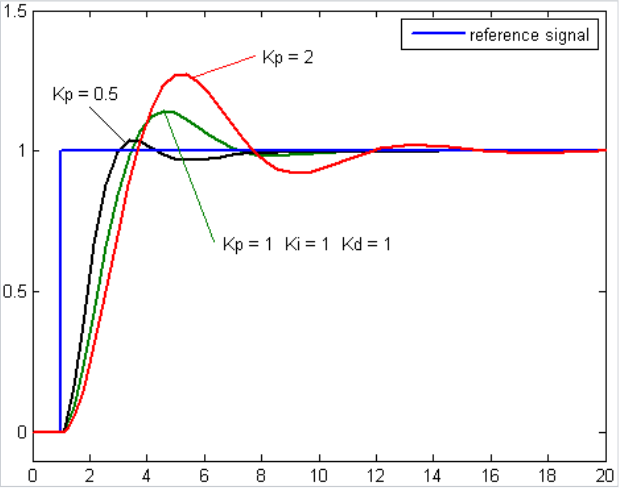 1.5
reference signal
Kp = 2
Kp = 0.5
1
Kp = 1 Ki = 1 Kd = 1
0.5
0
0 2 4 6 8 10 12 14 16 18 20